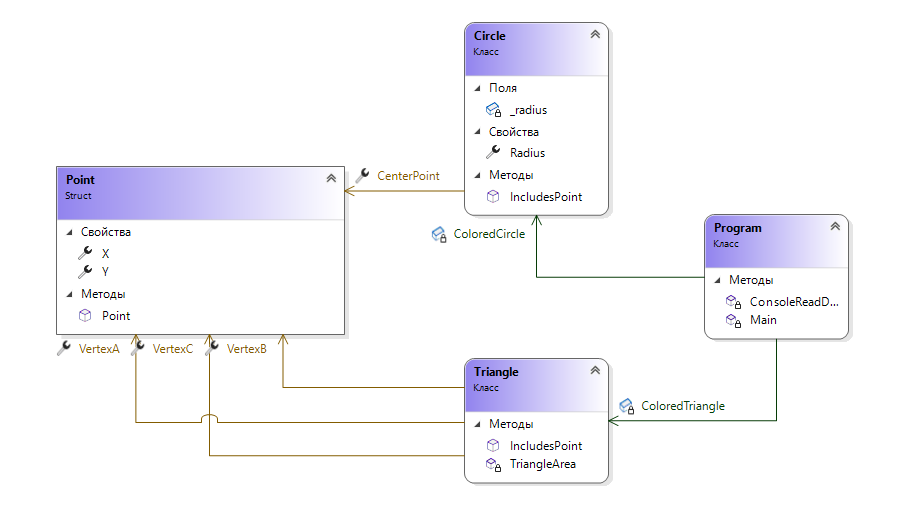 Circle
Класс
Поля
_radius
Свойства
Radius
Методы
IncludesPoint
CenterPoint
Point
Struct
Свойства
X
Y
Методы
Point
ColoredCircle
Program
Класс
Методы
ConsoleReadD...
Main
VertexA
VertexC
VertexB
Triangle
Класс
Методы
IncludesPoint
TriangleArea
ColoredTriangle